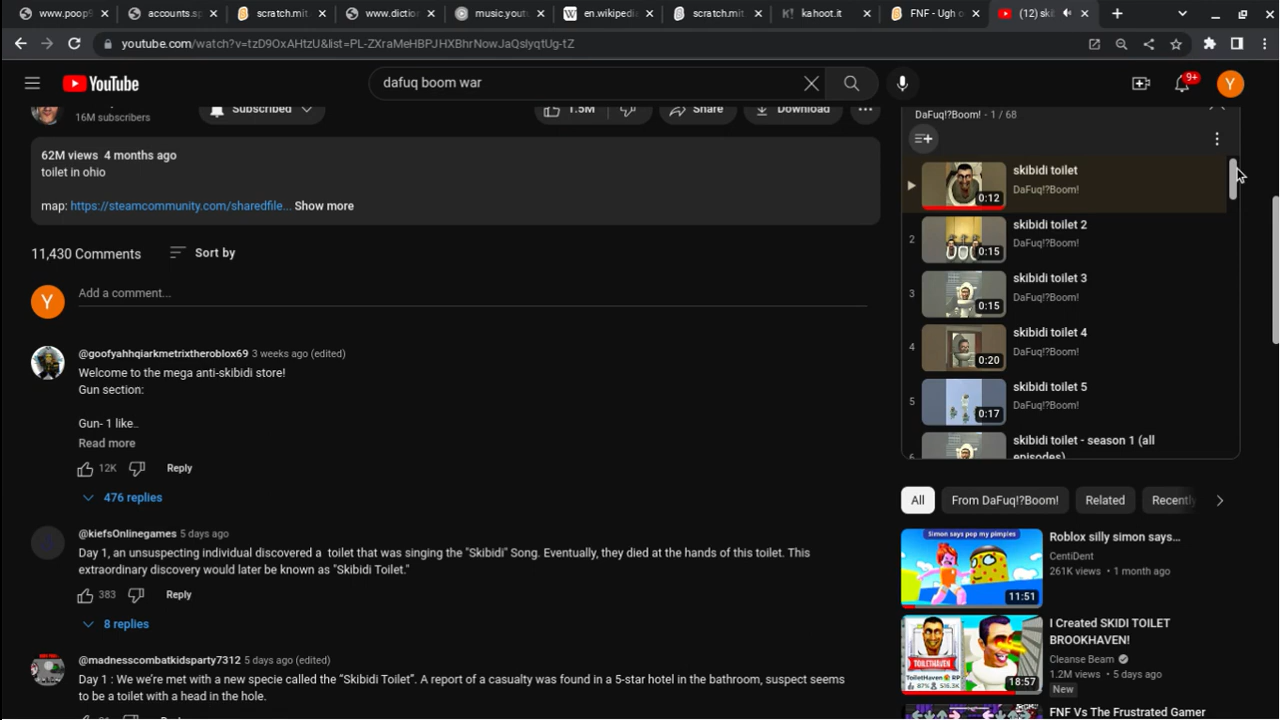 www.poop9
accounts.sp
scratch.mit
www.diction
music.yout
en.wikipedi
scratch.mit.
kahoot.it
FNF - Ugh o
(12) ski
youtube.com/watch?v=tzD9OxAHtzU&list=PL-ZXraMeHBPJHXBhrNowJaQslyqtUg-tZ
YouTube
dafuq boom war
9+
Y
16M subscribers
Subscribed
1.5M
Share
Download
62M views 4 months ago
toilet in ohio
map: https://steamcommunity.com/sharedfile... Show more
11,430 Comments
Sort by
Y
Add a comment...
@goofyahhqiarkmetrixtheroblox69 3 weeks ago (edited)
Welcome to the mega anti-skibidi store!
Gun section:
Gun- 1 like..
Read more
12K
Reply
476 replies
@kiefsOnlinegames 5 days ago
Day 1, an unsuspecting individual discovered a toilet that was singing the "Skibidi" Song. Eventually, they died at the hands of this toilet. This
extraordinary discovery would later be known as "Skibidi Toilet."
383
Reply
8 replies
@madnesscombatkidsparty7312 5 days ago (edited)
Day 1 : We we're met with a new specie called the "Skibidi Toilet". A report of a casualty was found in a 5-star hotel in the bathroom, suspect seems
to be a toilet with a head in the hole.
DaFuq!?Boom! - 1 / 68
0:12
skibidi toilet
DaFuq!?Boom!
2
0:15
skibidi toilet 2
DaFuq!?Boom!
3
0:15
skibidi toilet 3
DaFuq!?Boom!
4
0:20
skibidi toilet 4
DaFuq!?Boom!
5
0:17
skibidi toilet 5
DaFuq!?Boom!
skibidi toilet - season 1 (all
episodes)
All
From DaFuq!?Boom!
Related
Recently
Simon says pop my pimples
11:51
Roblox silly simon says...
CentiDent
261K views • 1 month ago
TOILETHAVEN
ToiletHaven RP
87% 516.3K
18:57
I Created SKIDI TOILET
BROOKHAVEN!
Cleanse Beam
1.2M views • 5 days ago
New
FNF Vs The Frustrated Gamer